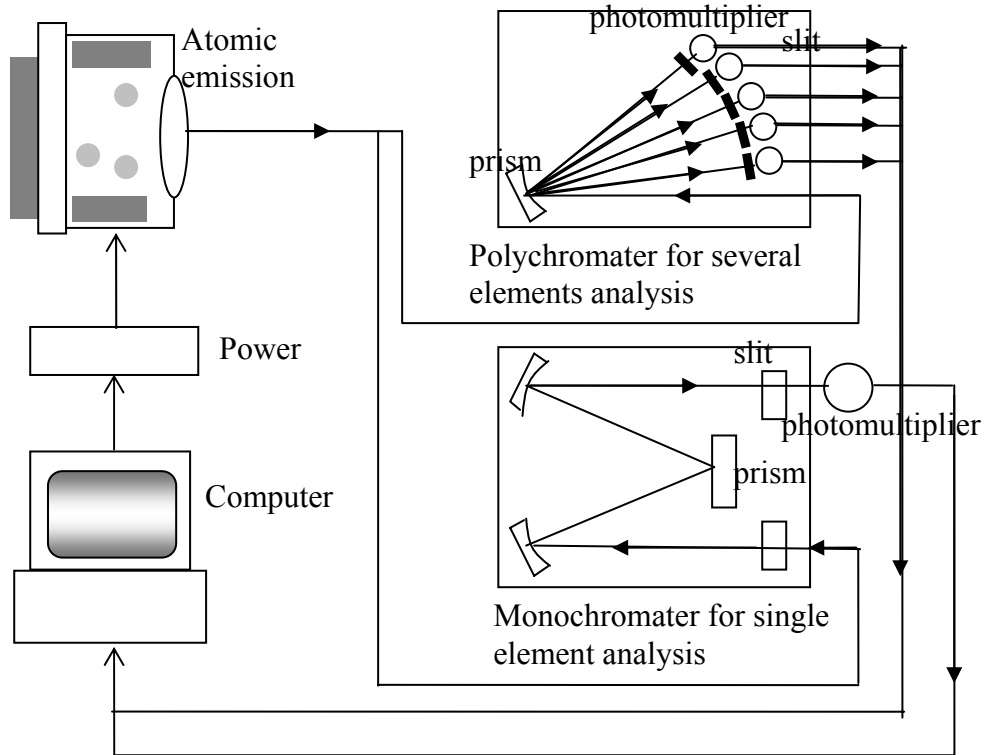 photomultiplier
slit
Atomic
emission
prism
Polychromater for several
elements analysis
Power
slit
photomultiplier
prism
Computer
Monochromater for single
element analysis